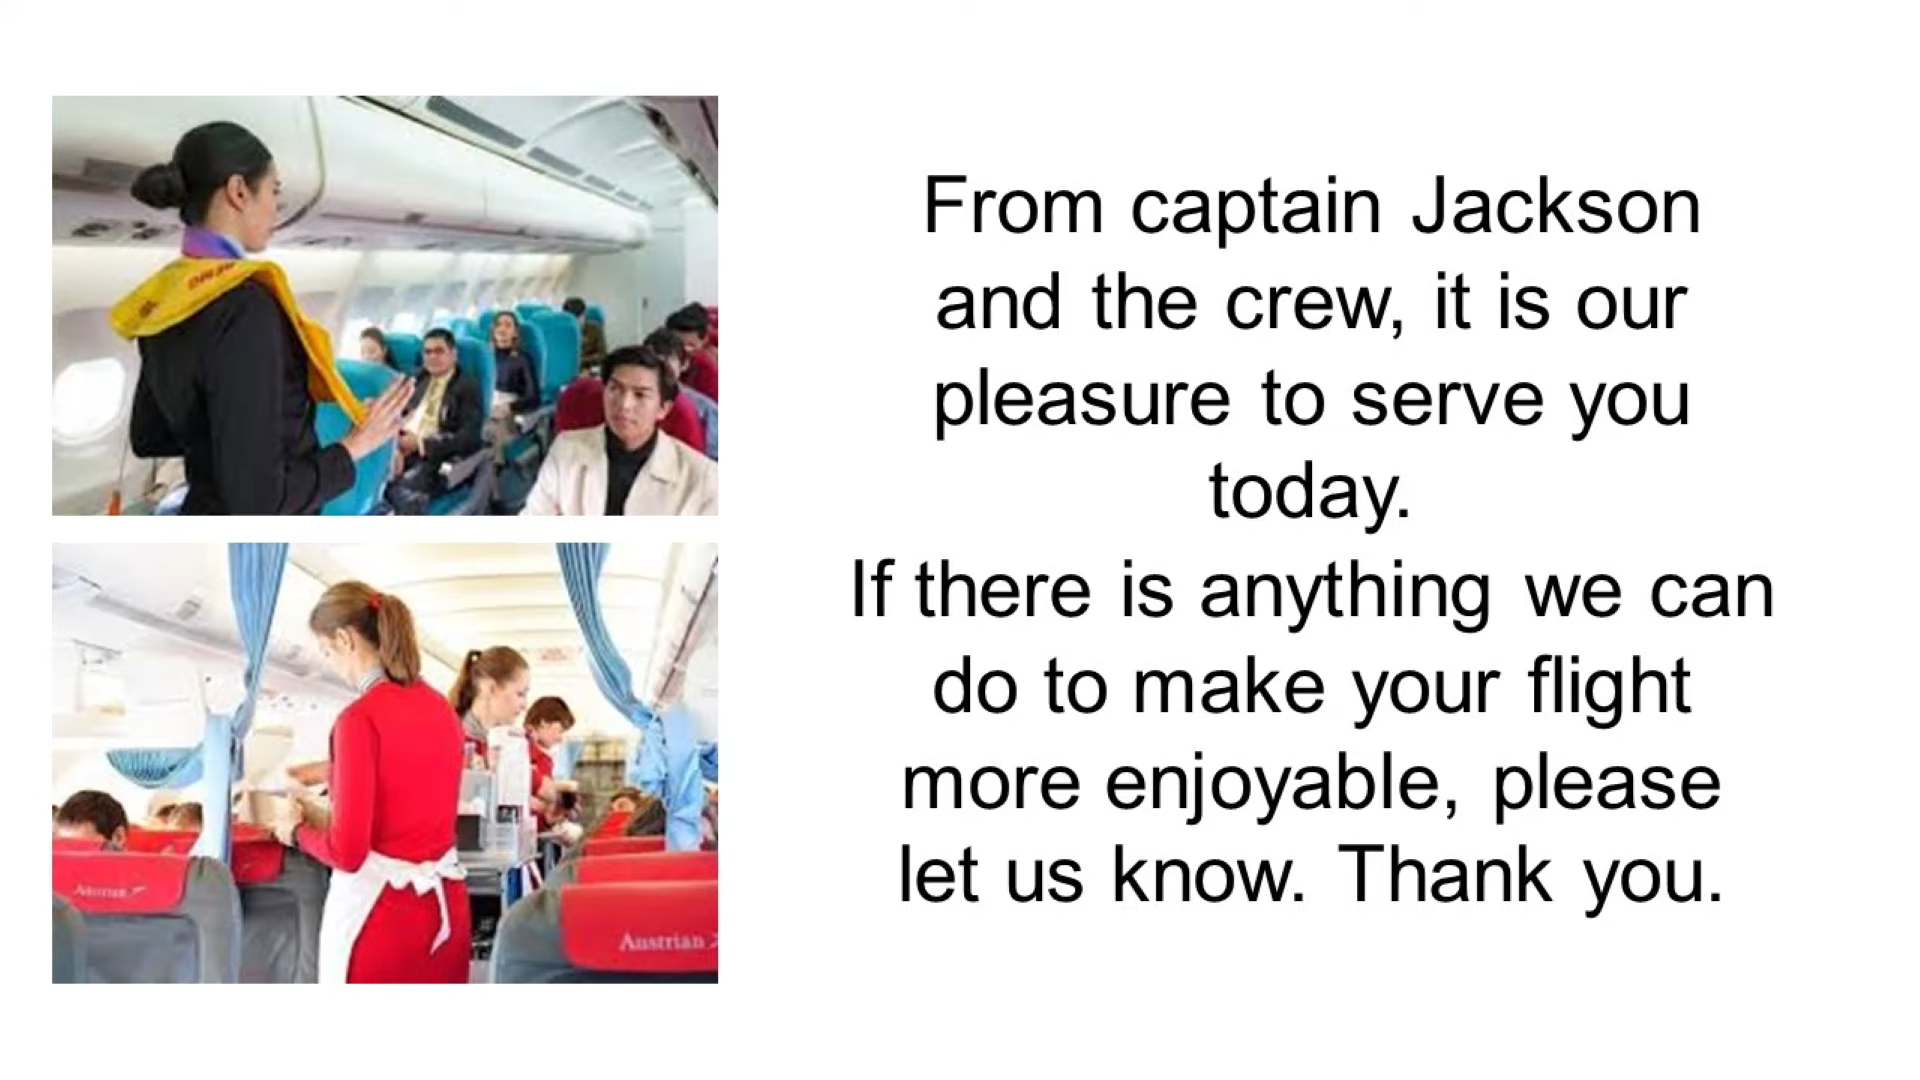 From captain Jackson
and the crew, it is our
pleasure to serve you
today.
If there is anything we can
do to make your flight
more enjoyable, please
let us know. Thank you.
Austrian
Austrian